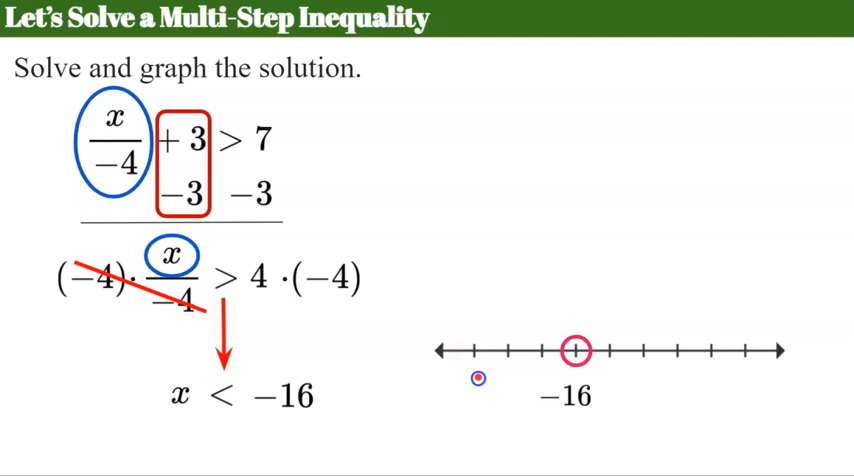 Let's Solve a Multi-Step Inequality
Solve and graph the solution.
x/−4 + 3 > 7
−3 −3
(−4)· x/−4 > 4 ·(−4)
x < −16
−16